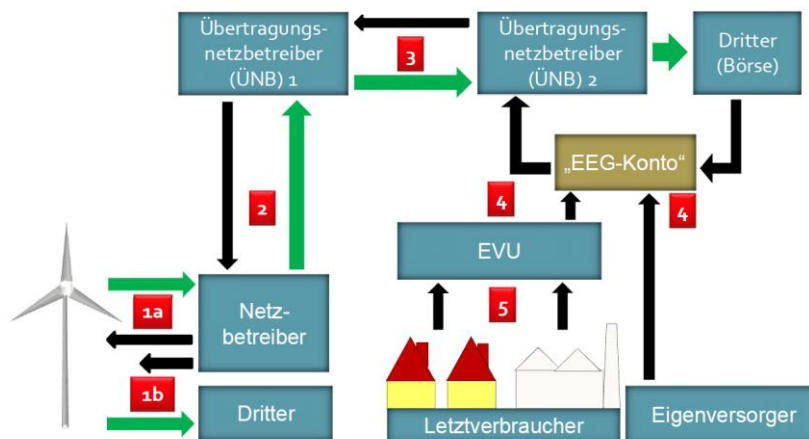 Übertragungs-
netzbetreiber
(ÜNB) 1
3
Übertragungs-
netzbetreiber
(ÜNB) 2
Dritter
(Börse)
2
„EEG-Konto“
4
4
EVU
1a
Netz-
betreiber
5
1b
Dritter
Letztverbraucher
Eigenversorger